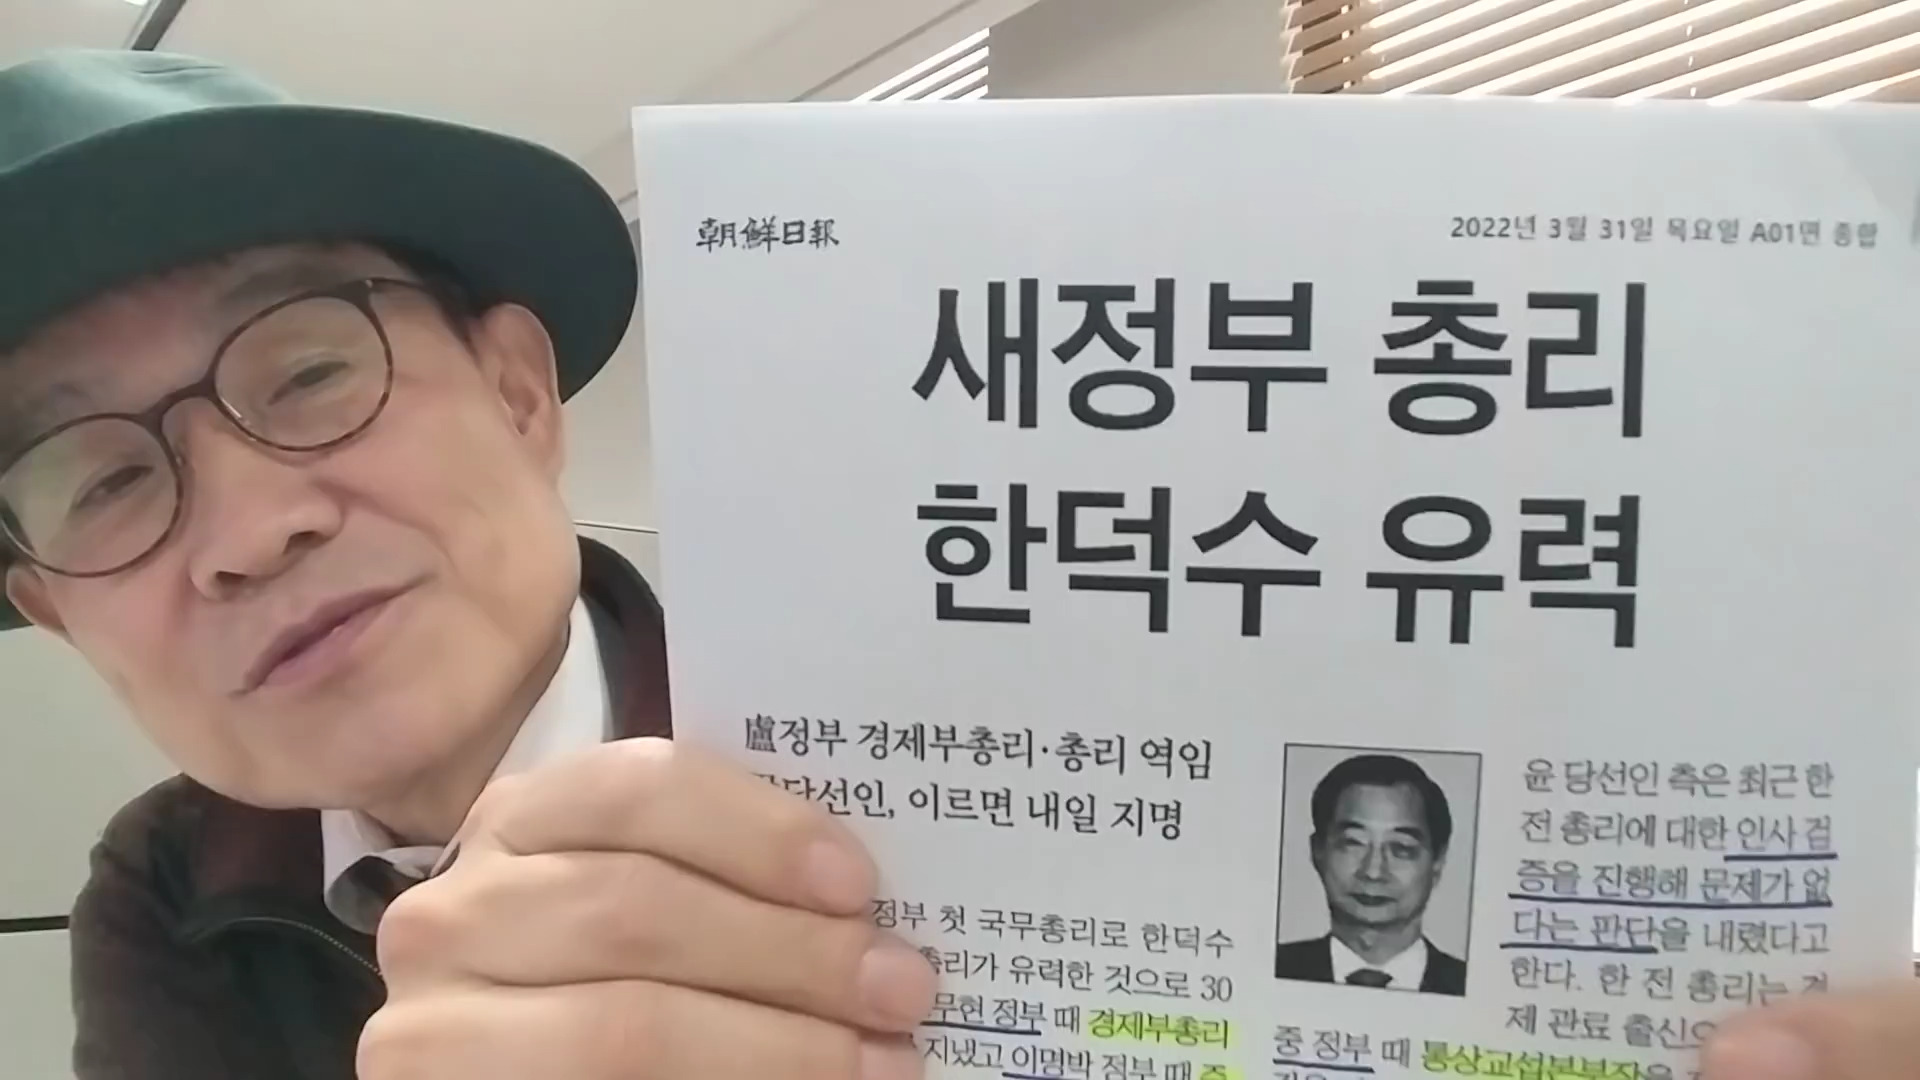 朝鮮日報
2022년 3월 31일 목요일 A01면 종합
새정부 총리
한덕수 유력
盧정부 경제부총리·총리 역임
당선인, 이르면 내일 지명
정부 첫 국무총리로 한덕수
총리가 유력한 것으로 30
무현 정부 때 경제부총리
지냈고 이명박 정부 때
윤 당선인 측은 최근 한
전 총리에 대한 인사 검
증을 진행해 문제가 없
다는 판단을 내렸다고
한다. 한 전 총리는 경
제 관료 출신으
중 정부 때 통상교섭본부장을